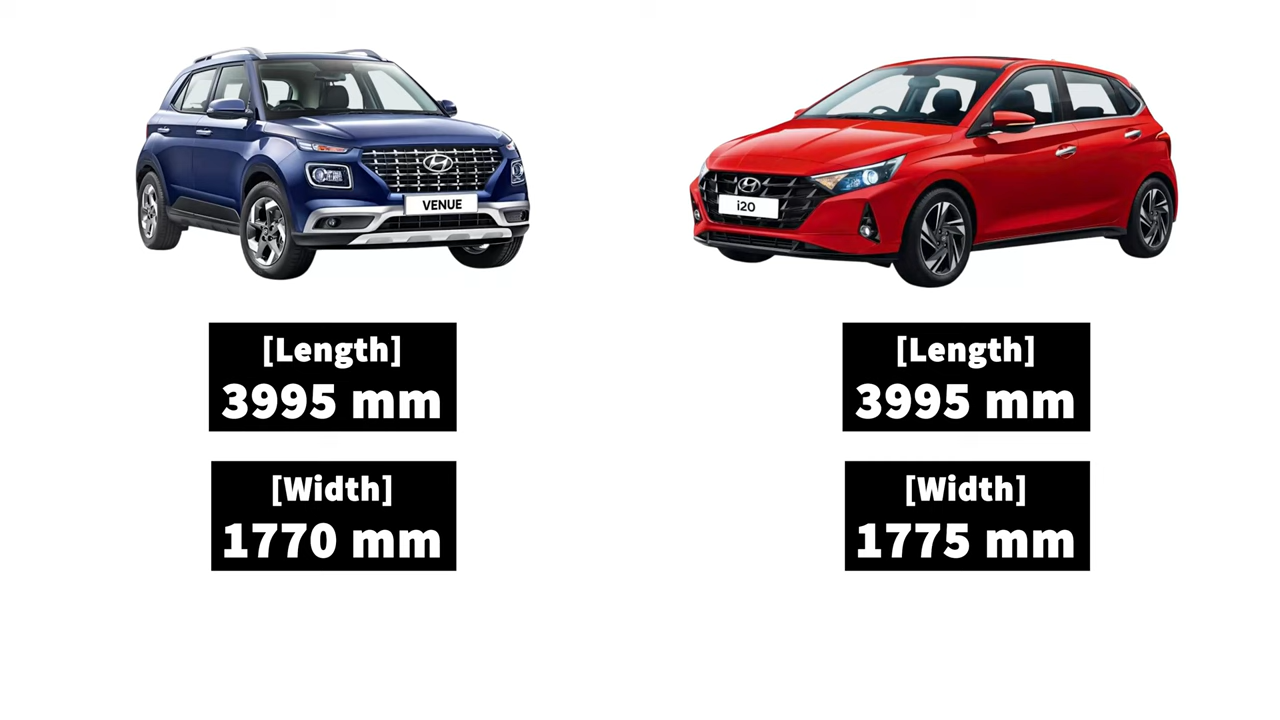 VENUE
i20
[Length]
3995 mm
[Length]
3995 mm
[Width]
1770 mm
[Width]
1775 mm